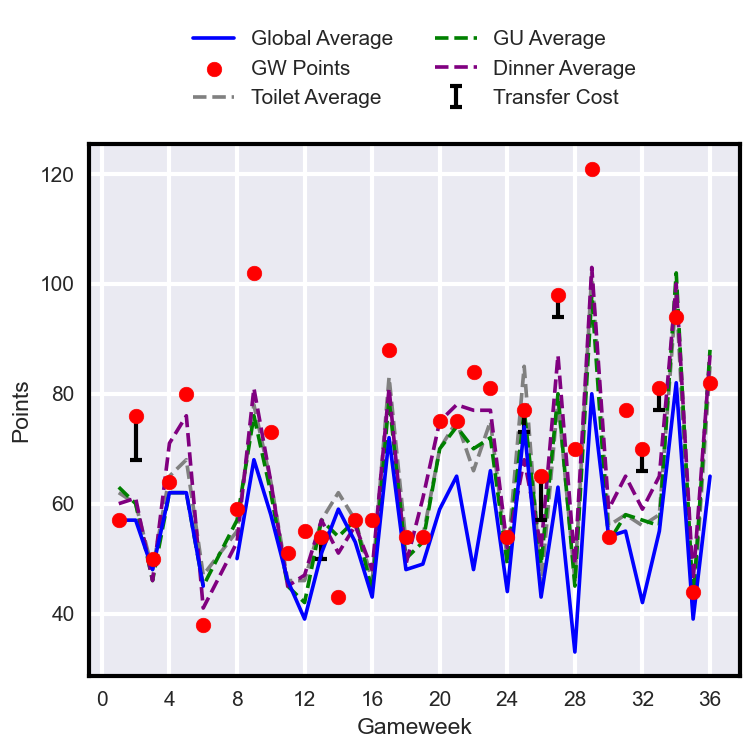 Global Average
GW Points
Toilet Average
GU Average
Dinner Average
Transfer Cost
120
100
80
60
40
Points
0 4 8 12 16 20 24 28 32 36
Gameweek